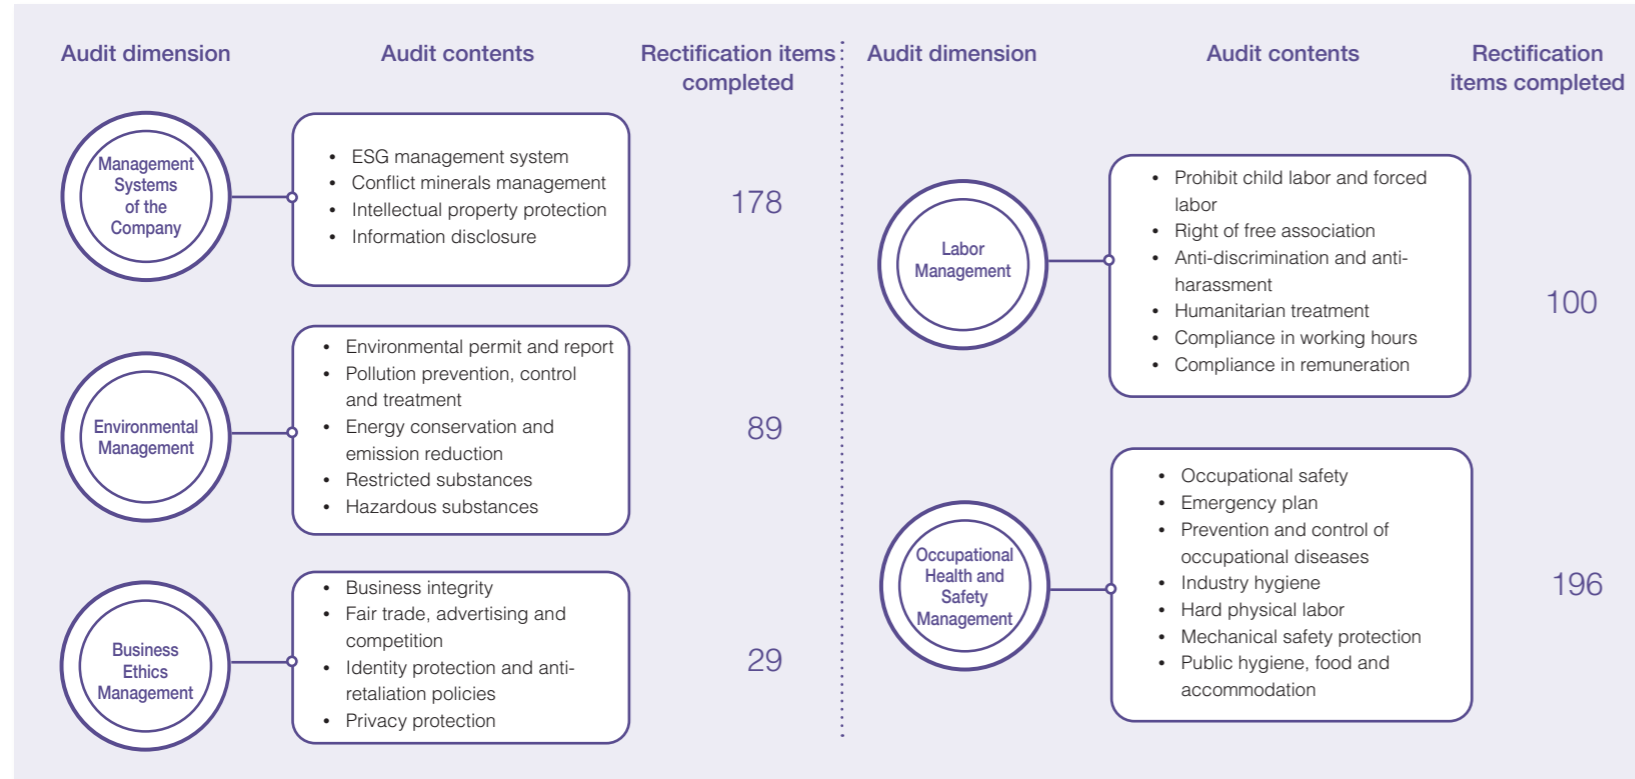 Audit dimension
Audit contents
Rectification items
completed
Management
Systems
of the
Company
• ESG management system
• Conflict minerals management
• Intellectual property protection
• Information disclosure
178
Environmental
Management
• Environmental permit and report
• Pollution prevention, control
and treatment
• Energy conservation and
emission reduction
• Restricted substances
• Hazardous substances
89
Business
Ethics
Management
• Business integrity
• Fair trade, advertising and
competition
• Identity protection and anti-
retaliation policies
• Privacy protection
29
Audit dimension
Audit contents
Rectification
items completed
Labor
Management
• Prohibit child labor and forced
labor
• Right of free association
• Anti-discrimination and anti-
harassment
• Humanitarian treatment
• Compliance in working hours
• Compliance in remuneration
100
Occupational
Health and
Safety
Management
• Occupational safety
• Emergency plan
• Prevention and control of
occupational diseases
• Industry hygiene
• Hard physical labor
• Mechanical safety protection
• Public hygiene, food and
accommodation
196